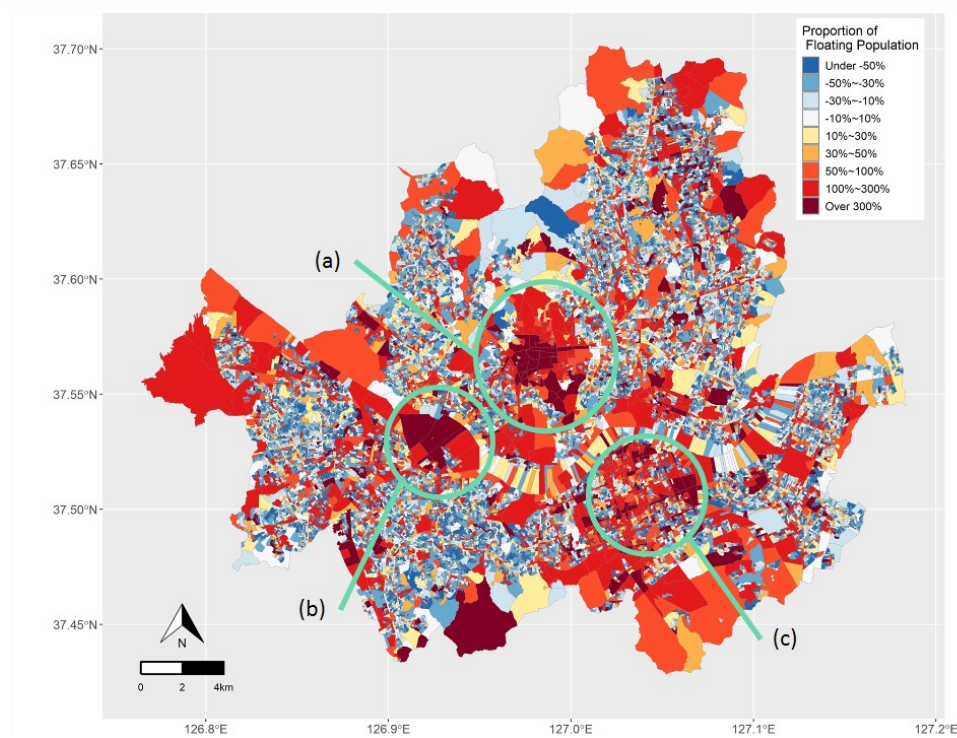 Proportion of
Floating Population
Under -50%
-50%~-30%
-30%~-10%
-10%~10%
10%~30%
30%~50%
50%~100%
100%~300%
Over 300%
37.70°N
37.65°N
37.60°N
37.55°N
37.50°N
37.45°N
(a)
(b)
(c)
N
0 2 4km
126.8°E 126.9°E 127.0°E 127.1°E 127.2°E